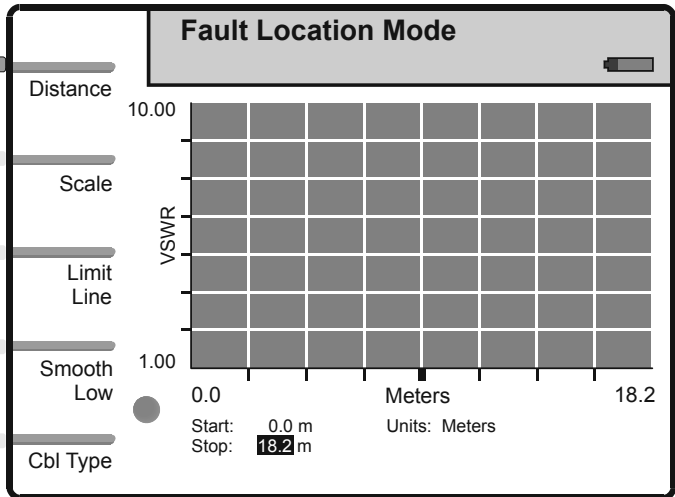 Fault Location Mode
Distance
Scale
Limit
Line
Smooth
Low
Cbl Type
10.00
VSWR
1.00
0.0 Meters 18.2
Start: 0.0 m Units: Meters
Stop: 18.2 m